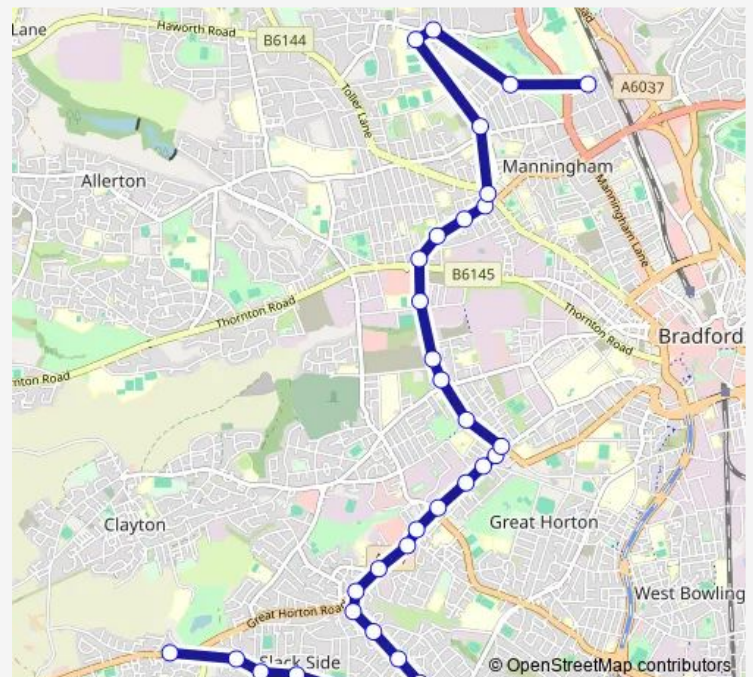 Lane
Haworth Road
B6144
Road
A6037
Toller Lane
Allerton
Manningham
Manningham Lane
B6145
Thornton Road
Thornton Road
Bradford
nton Road
Clayton
Great Horton
West Bowling
Great Horton Road
Slack Side
© OpenStreetMap contributors